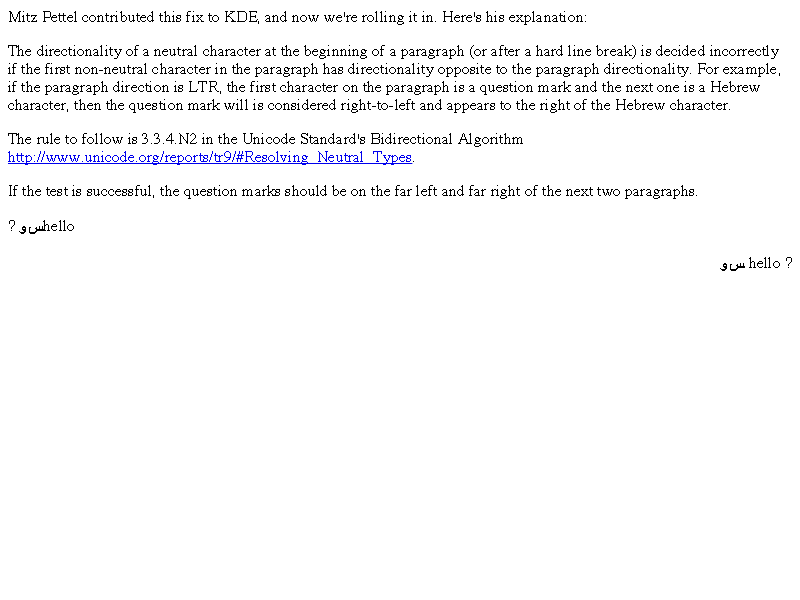 Mitz Pettel contributed this fix to KDE, and now we're rolling it in. Here's his explanation:
The directionality of a neutral character at the beginning of a paragraph (or after a hard line break) is decided incorrectly
if the first non-neutral character in the paragraph has directionality opposite to the paragraph directionality. For example,
if the paragraph direction is LTR, the first character on the paragraph is a question mark and the next one is a Hebrew
character, then the question mark will is considered right-to-left and appears to the right of the Hebrew character.
The rule to follow is 3.3.4.N2 in the Unicode Standard's Bidirectional Algorithm
http://www.unicode.org/reports/tr9/#Resolving_Neutral_Types.
If the test is successful, the question marks should be on the far left and far right of the next two paragraphs.
? سوhello
? hello سو